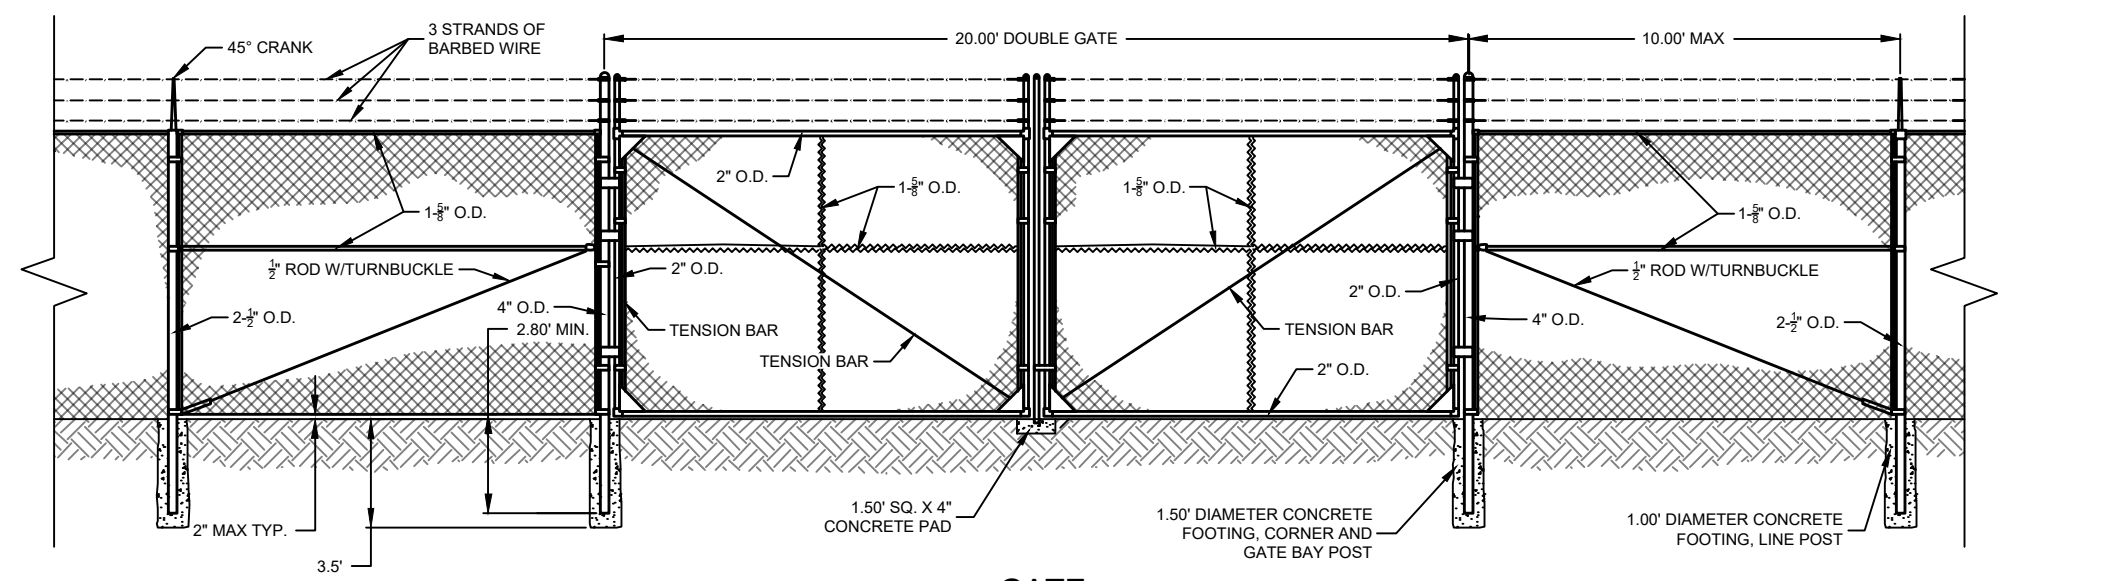 3 STRANDS OF
BARBED WIRE
45° CRANK
20.00' DOUBLE GATE
10.00' MAX
2" O.D.
1-5/8" O.D.
1-5/8" O.D.
1-5/8" O.D.
1-5/8" O.D.
1/2" ROD W/TURNBUCKLE
2" O.D.
1/2" ROD W/TURNBUCKLE
2" O.D.
4" O.D.
2-1/2" O.D.
2.80' MIN.
TENSION BAR
TENSION BAR
4" O.D.
2-1/2" O.D.
TENSION BAR
2" O.D.
1.50' SQ. X 4"
CONCRETE PAD
1.50' DIAMETER CONCRETE
FOOTING, CORNER AND
GATE BAY POST
1.00' DIAMETER CONCRETE
FOOTING, LINE POST
2" MAX TYP.
3.5'